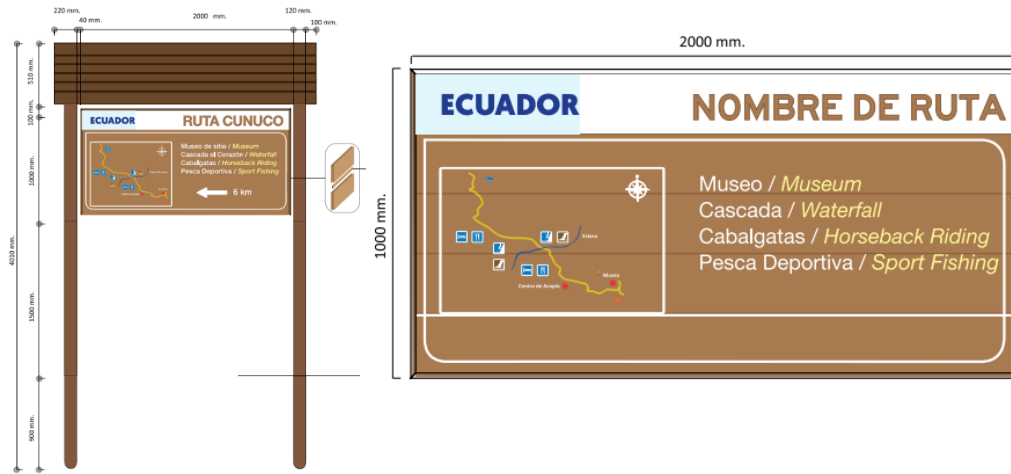 220 mm.
40 mm.
2000 mm.
120 mm.
100 mm.
510 mm.
100 mm.
1000 mm.
4010 mm.
1500 mm.
900 mm.
ECUADOR RUTA CUNUCO
Museo de sitio / Museum
Cascada el Corazón / Waterfall
Cabalgatas / Horseback Riding
Pesca Deportiva / Sport Fishing
6 km
2000 mm.
1000 mm.
ECUADOR NOMBRE DE RUTA
Museo / Museum
Cascada / Waterfall
Cabalgatas / Horseback Riding
Pesca Deportiva / Sport Fishing
Museo